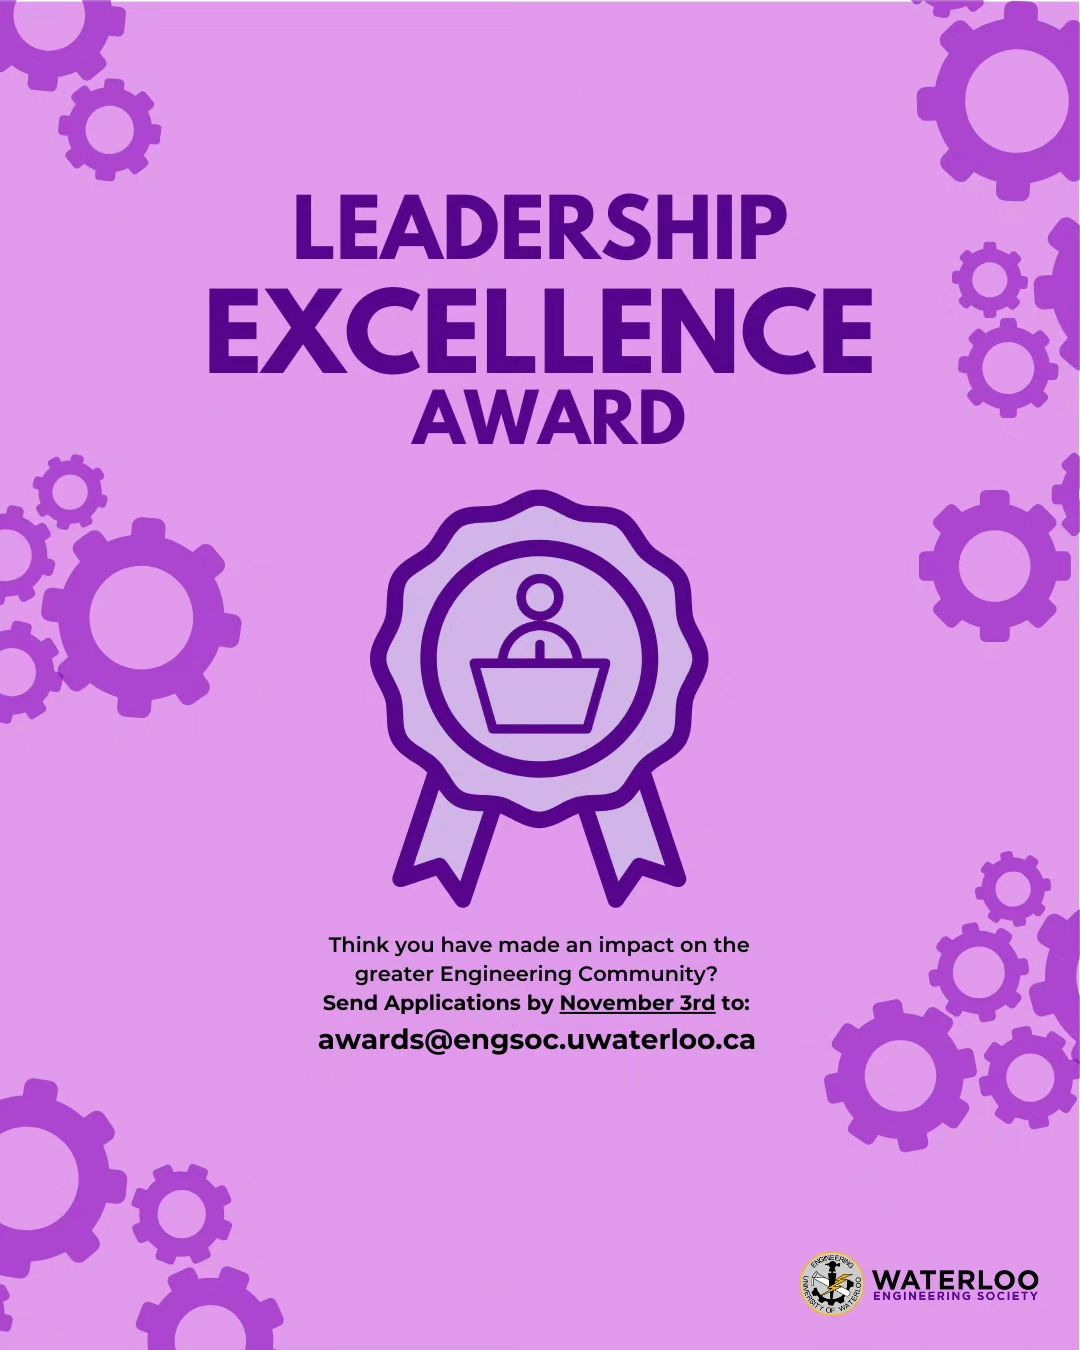 LEADERSHIP
EXCELLENCE
AWARD
Think you have made an impact on the
greater Engineering Community?
Send Applications by November 3rd to:
awards@engsoc.uwaterloo.ca
ENGINEERING
UNIVERSITY OF WATERLOO
WATERLOO
ENGINEERING SOCIETY